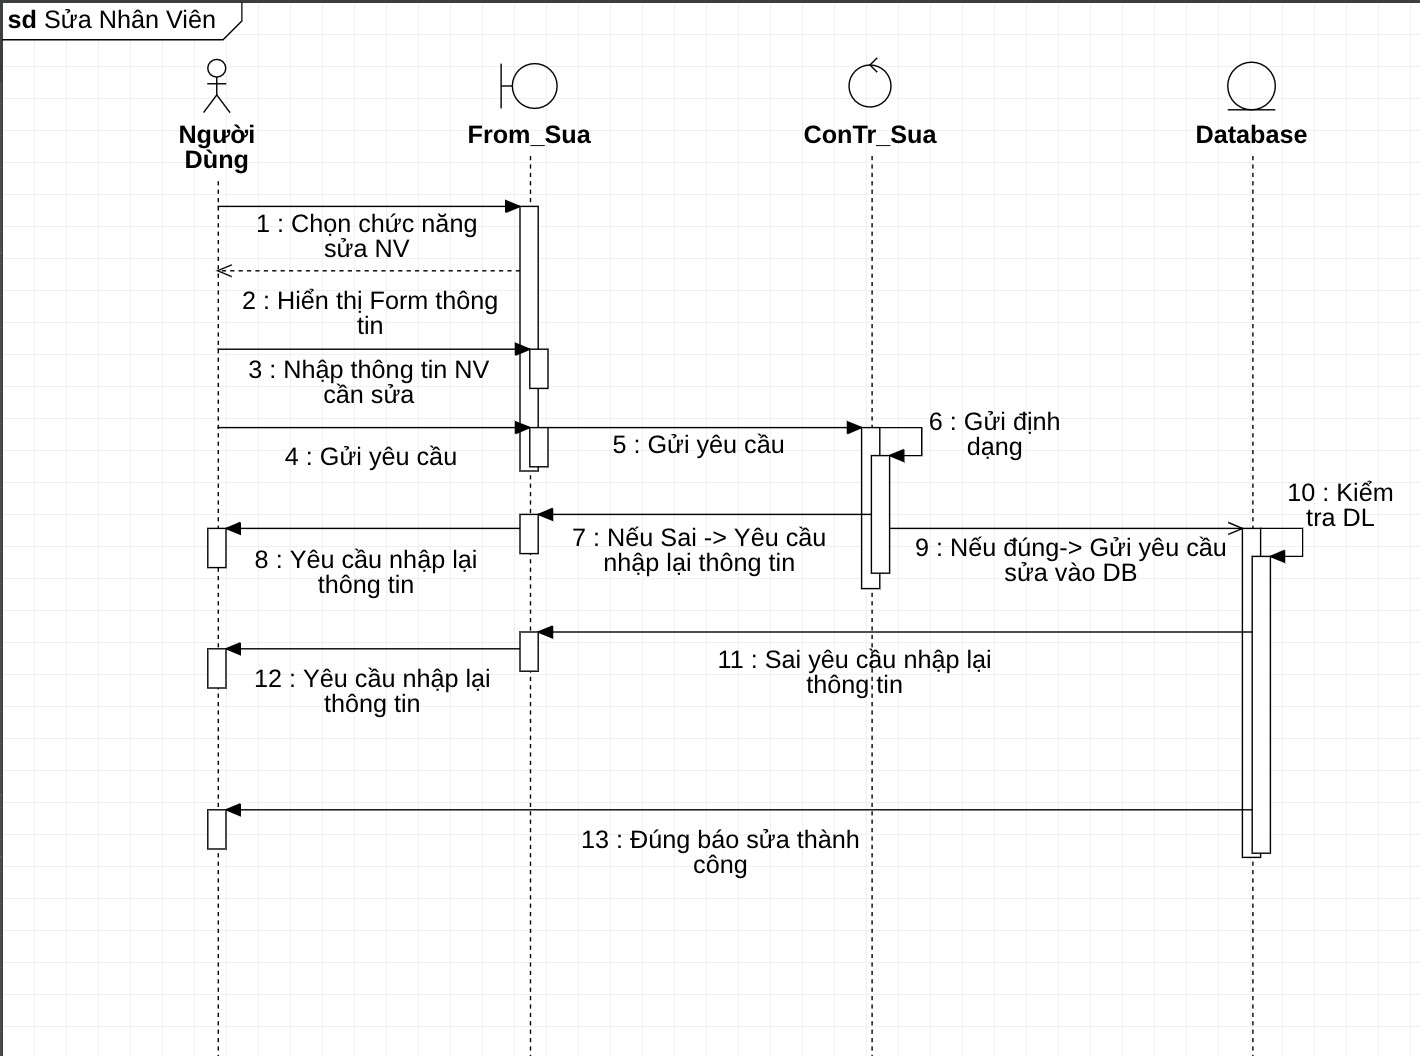 sd Sửa Nhân Viên
Người
Dùng
From_Sua
ConTr_Sua
Database
1 : Chọn chức năng
sửa NV
2 : Hiển thị Form thông
tin
3 : Nhập thông tin NV
cần sửa
4 : Gửi yêu cầu
5 : Gửi yêu cầu
6 : Gửi định
dạng
7 : Nếu Sai -> Yêu cầu
nhập lại thông tin
8 : Yêu cầu nhập lại
thông tin
9 : Nếu đúng-> Gửi yêu cầu
sửa vào DB
10 : Kiểm
tra DL
11 : Sai yêu cầu nhập lại
thông tin
12 : Yêu cầu nhập lại
thông tin
13 : Đúng báo sửa thành
công